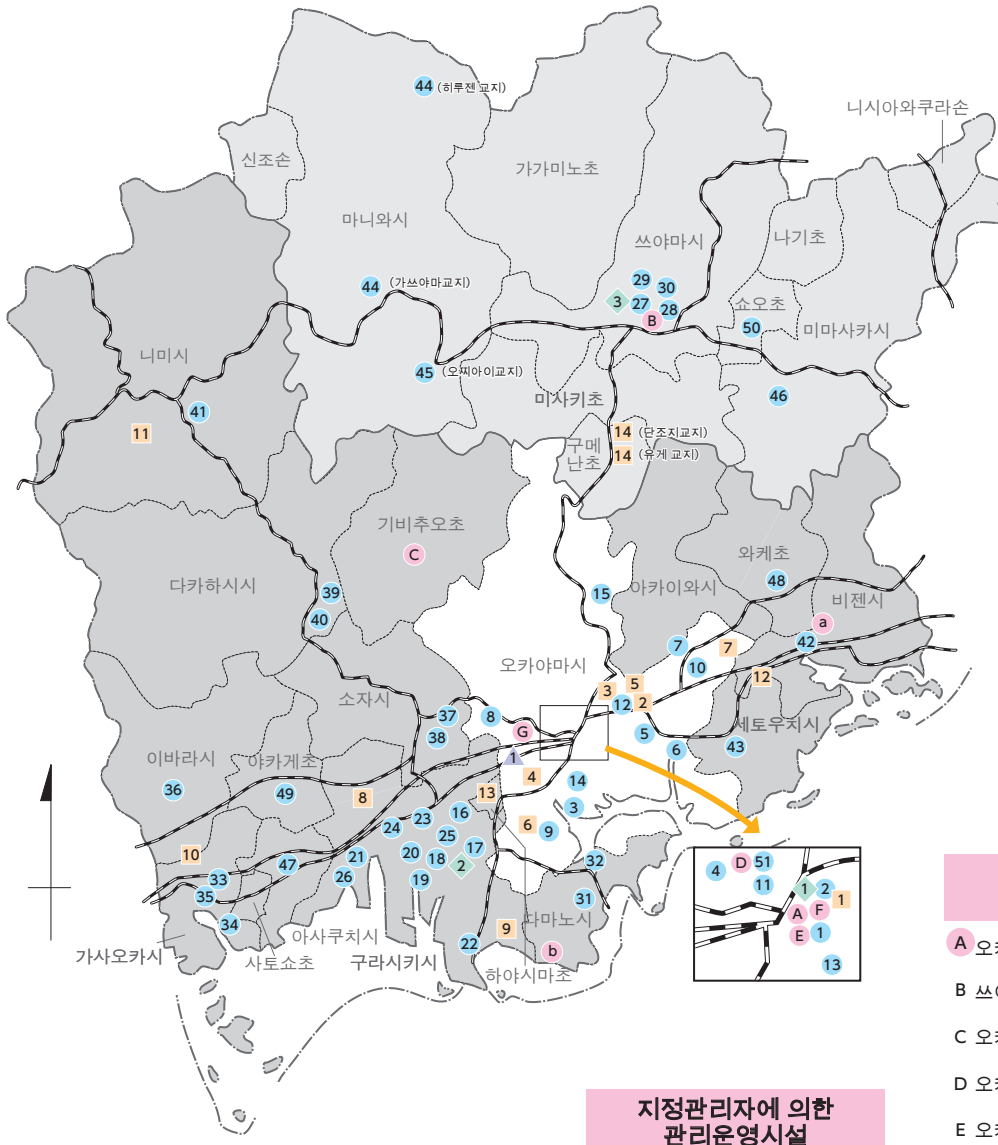 44 (히루젠 교지)
니시아와쿠라손
신조손
가가미노초
마니와시
쓰야마시
나기초
29
30
44 (가쓰야마교지)
3
27
28
B
쇼오초
50
미마사카시
니미시
45 (오찌아이교지)
46
미사키초
41
11
14 (단조지교지)
구메
난초
14 (유게 교지)
기비추오초
C
와케초
다카하시시
39
15
아카이와시
48
비젠시
40
a
42
7
7
10
오카야마시
12
5
3
소자시
37
8
12
2
세토우치시
38
G
5
6
43
이바라시
야카게초
1
4
14
36
49
8
13
3
16
23
24
6
9
25
10
20
18
17
2
21
32
47
33
26
19
35
31
34
다마노시
아사쿠치시
22
9
b
가사오카시
사토쇼초
구라시키시
하야시마초
4
D
51
11
1
2
1
A
F
E
1
13
A 오카
B 쓰야
C 오카
D 오카
E 오카
지정관리자에 의한
관리운영시설